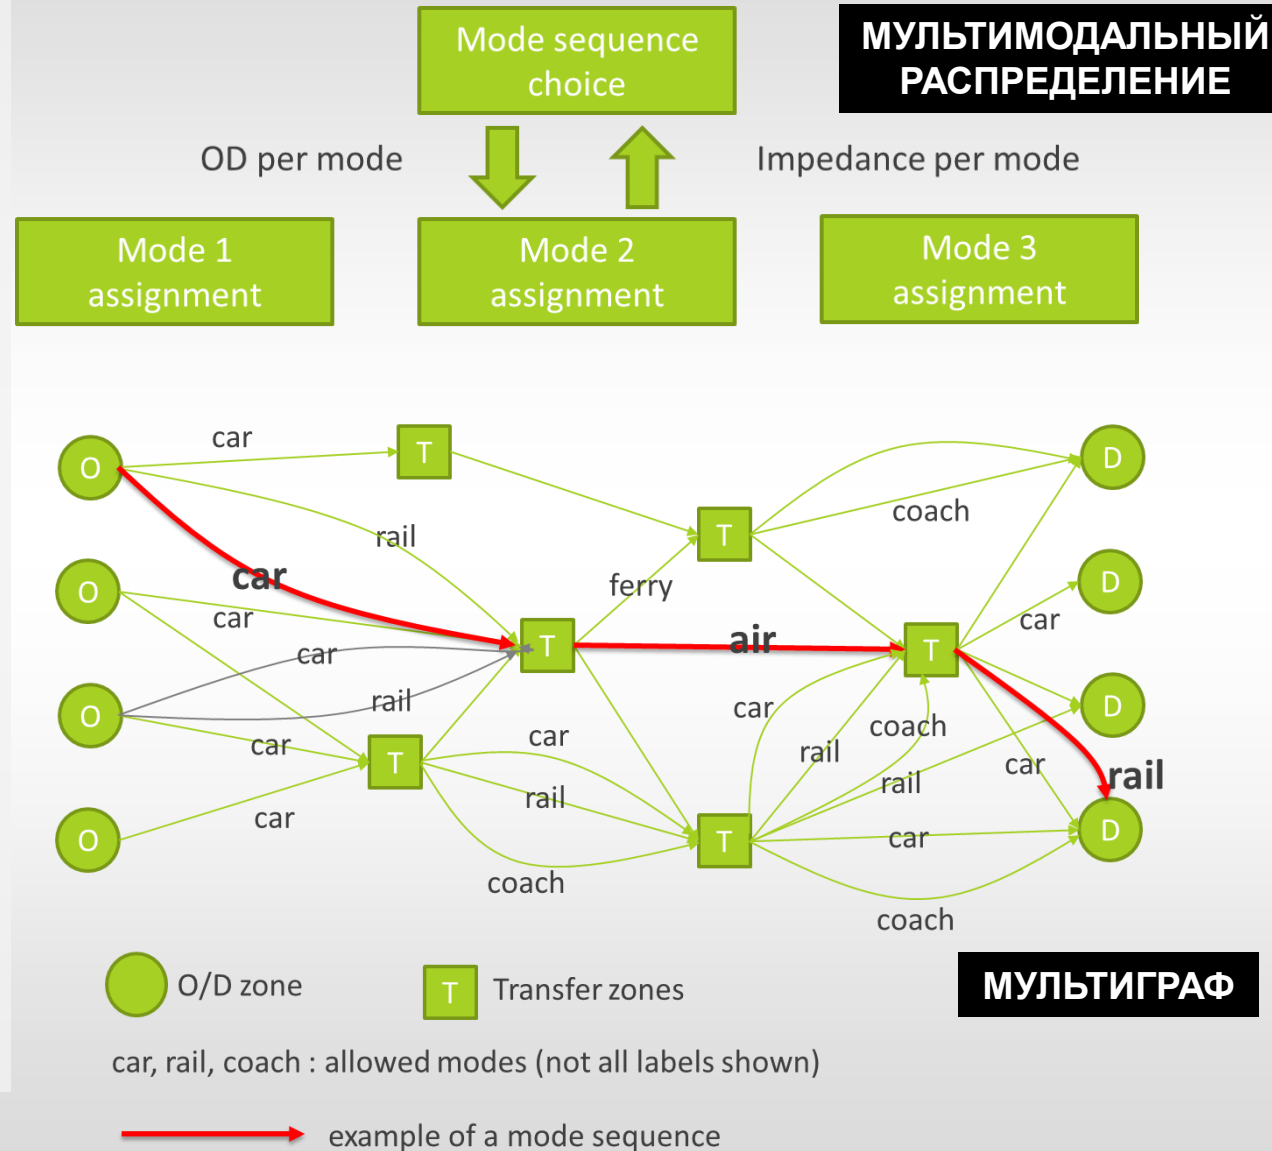 Mode sequence
choice
МУЛЬТИМОДАЛЬНЫЙ
РАСПРЕДЕЛЕНИЕ
OD per mode
Impedance per mode
Mode 1
assignment
Mode 2
assignment
Mode 3
assignment
car
O
T
D
coach
rail
T
car
O
ferry
D
car
car
T
air
T
car
rail
O
car
coach
D
car
T
car
rail
rail
car
rail
rail
car
O
T
car
D
coach
coach
O/D zone
T
Transfer zones
МУЛЬТИГРАФ
car, rail, coach : allowed modes (not all labels shown)
example of a mode sequence